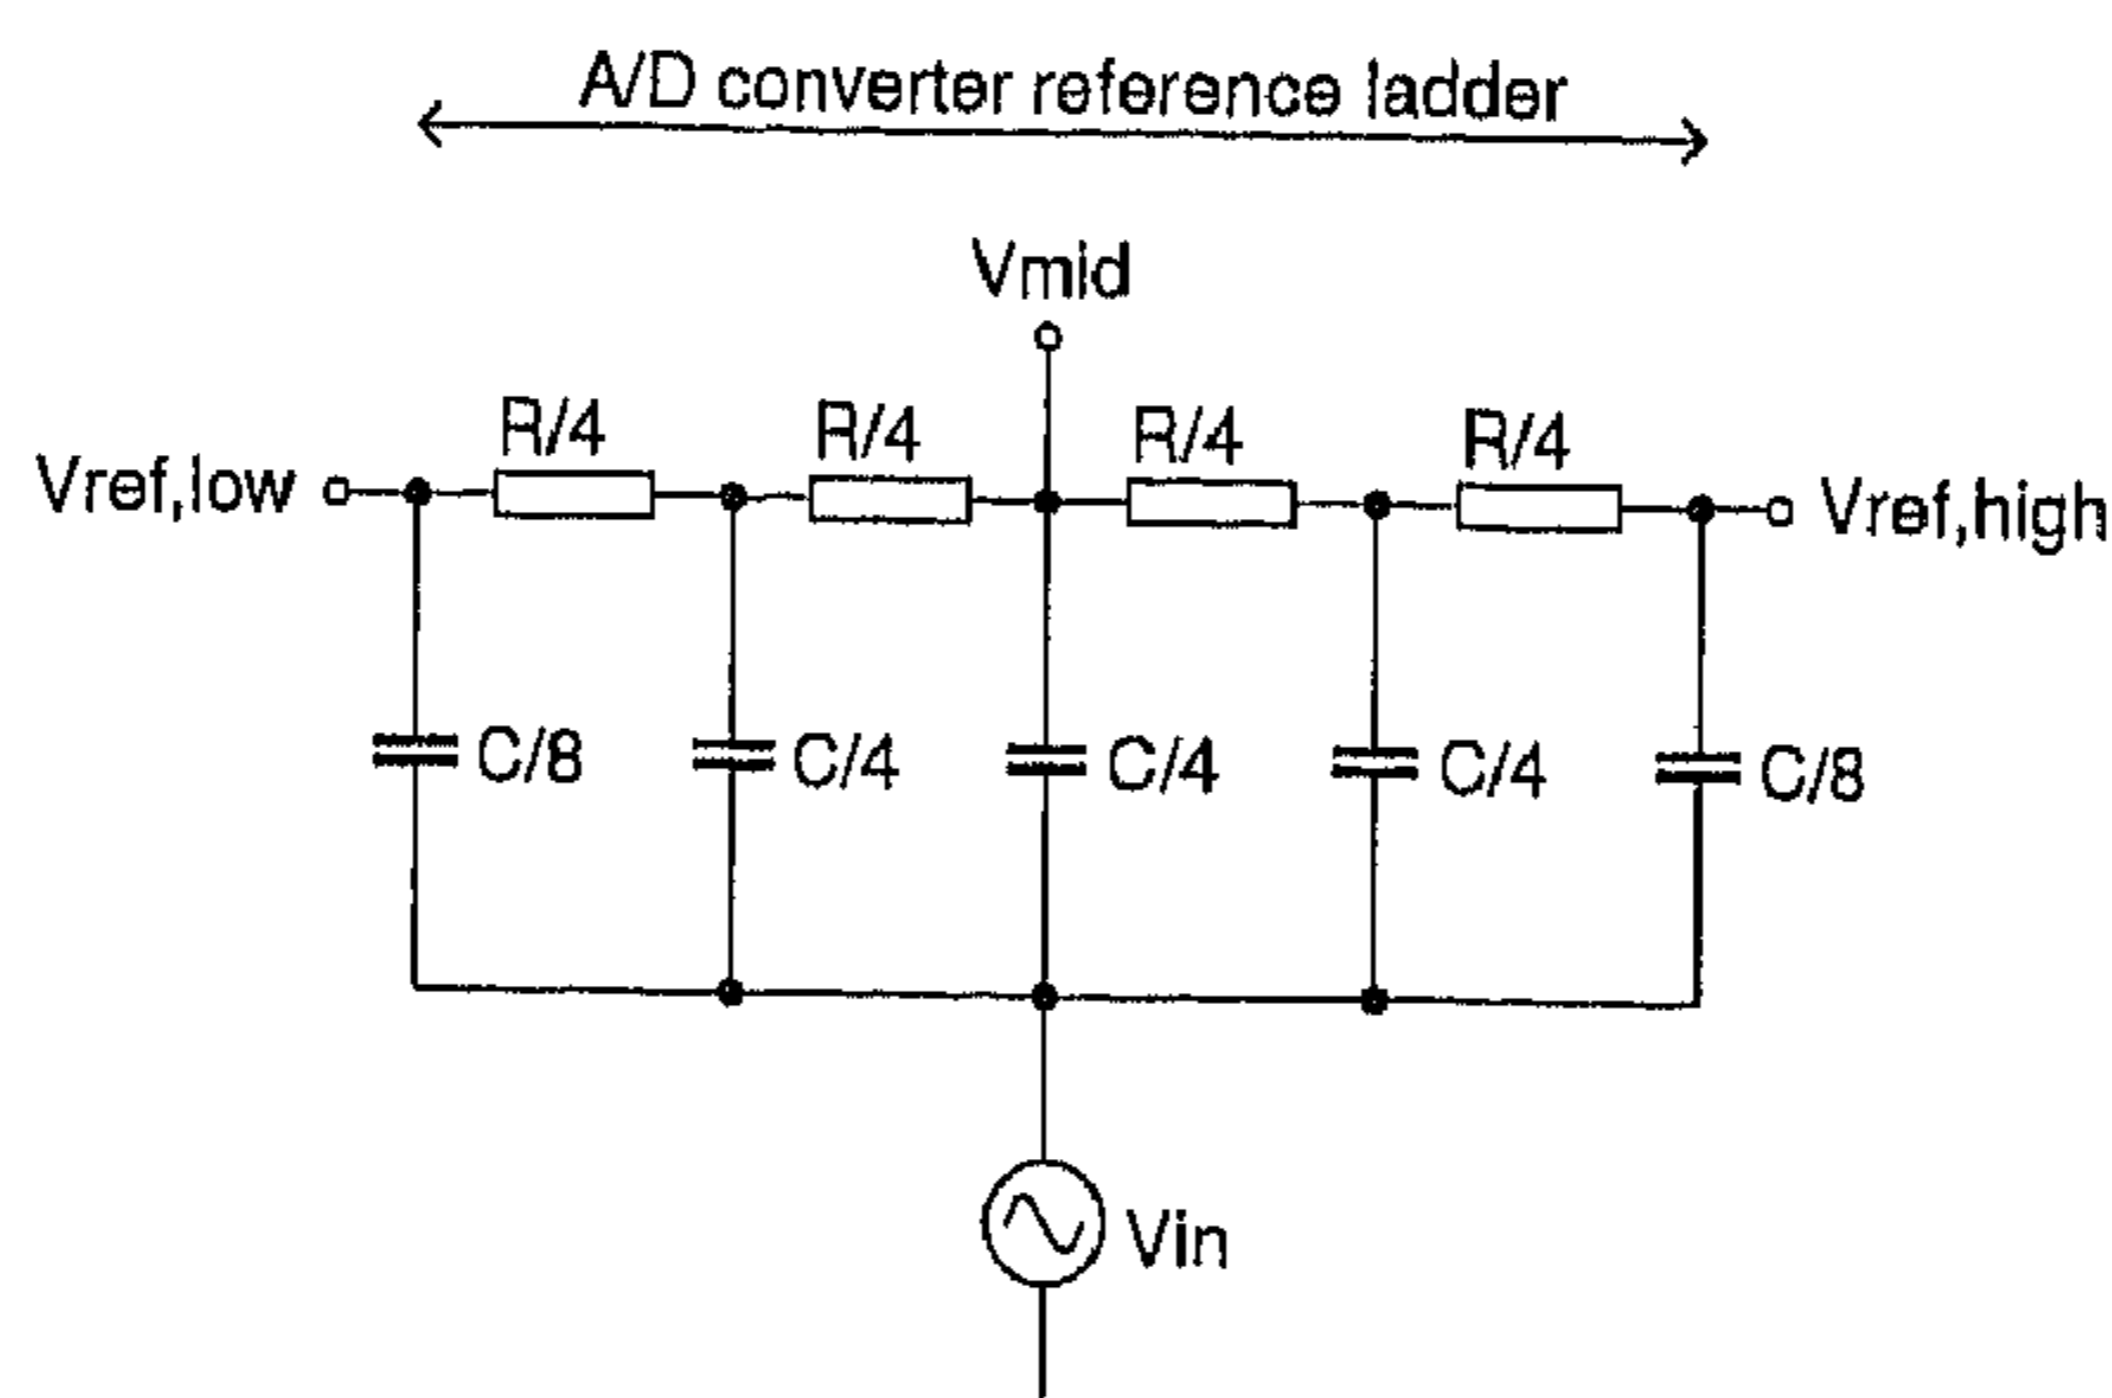 A/D converter reference ladder
Vmid
Vref,low R/4 R/4 R/4 R/4 Vref,high
C/8 C/4 C/4 C/4 C/8
Vin